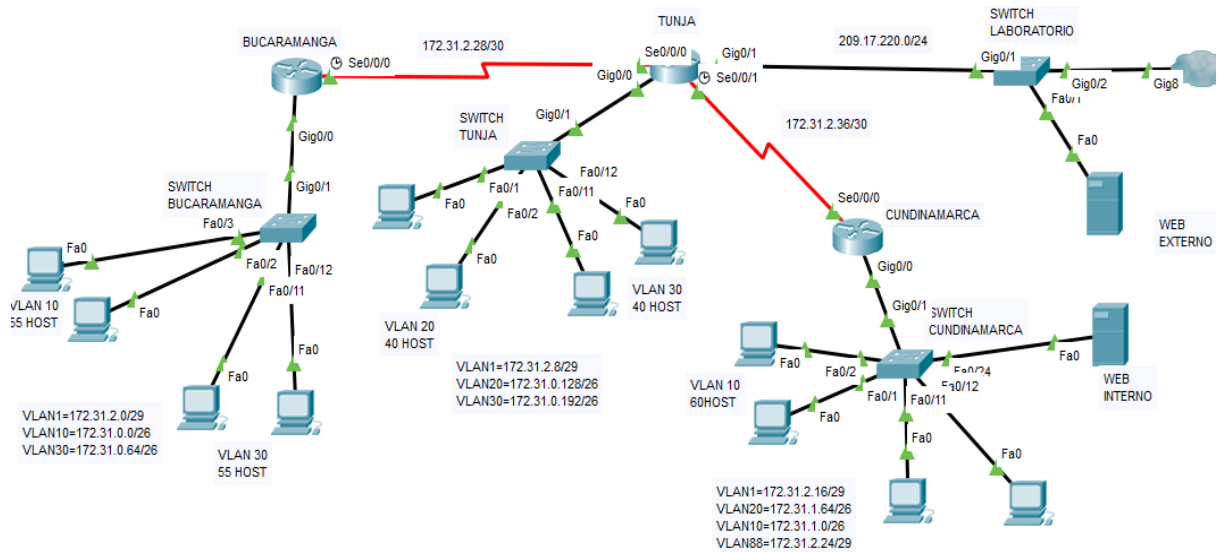 BUCARAMANGA
Se0/0/0
172.31.2.28/30
TUNJA
Se0/0/0
Gig0/1
Gig0/0
Se0/0/1
209.17.220.0/24
SWITCH
LABORATORIO
Gig0/1
Gig0/2
Gig8
Fa0/1
Fa0
WEB
EXTERNO
172.31.2.36/30
Gig0/0
Gig0/1
SWITCH
BUCARAMANGA
Fa0/3
Fa0/2
Fa0/12
Fa0/11
Fa0
VLAN 10
55 HOST
Fa0
Fa0
Fa0
VLAN 30
55 HOST
VLAN1=172.31.2.0/29
VLAN10=172.31.0.0/26
VLAN30=172.31.0.64/26
SWITCH
TUNJA
Gig0/1
Fa0/1
Fa0/2
Fa0/12
Fa0/11
Fa0
Fa0
Fa0
Fa0
VLAN 20
40 HOST
VLAN 30
40 HOST
VLAN1=172.31.2.8/29
VLAN20=172.31.0.128/26
VLAN30=172.31.0.192/26
Se0/0/0
CUNDINAMARCA
Gig0/0
Gig0/1
SWITCH
CUNDINAMARCA
Fa0/2
Fa0/1
Fa0/24
Fa0/12
Fa0/11
Fa0
WEB
INTERNO
Fa0
VLAN 10
60HOST
Fa0
Fa0
Fa0
VLAN1=172.31.2.16/29
VLAN20=172.31.1.64/26
VLAN10=172.31.1.0/26
VLAN88=172.31.2.24/29